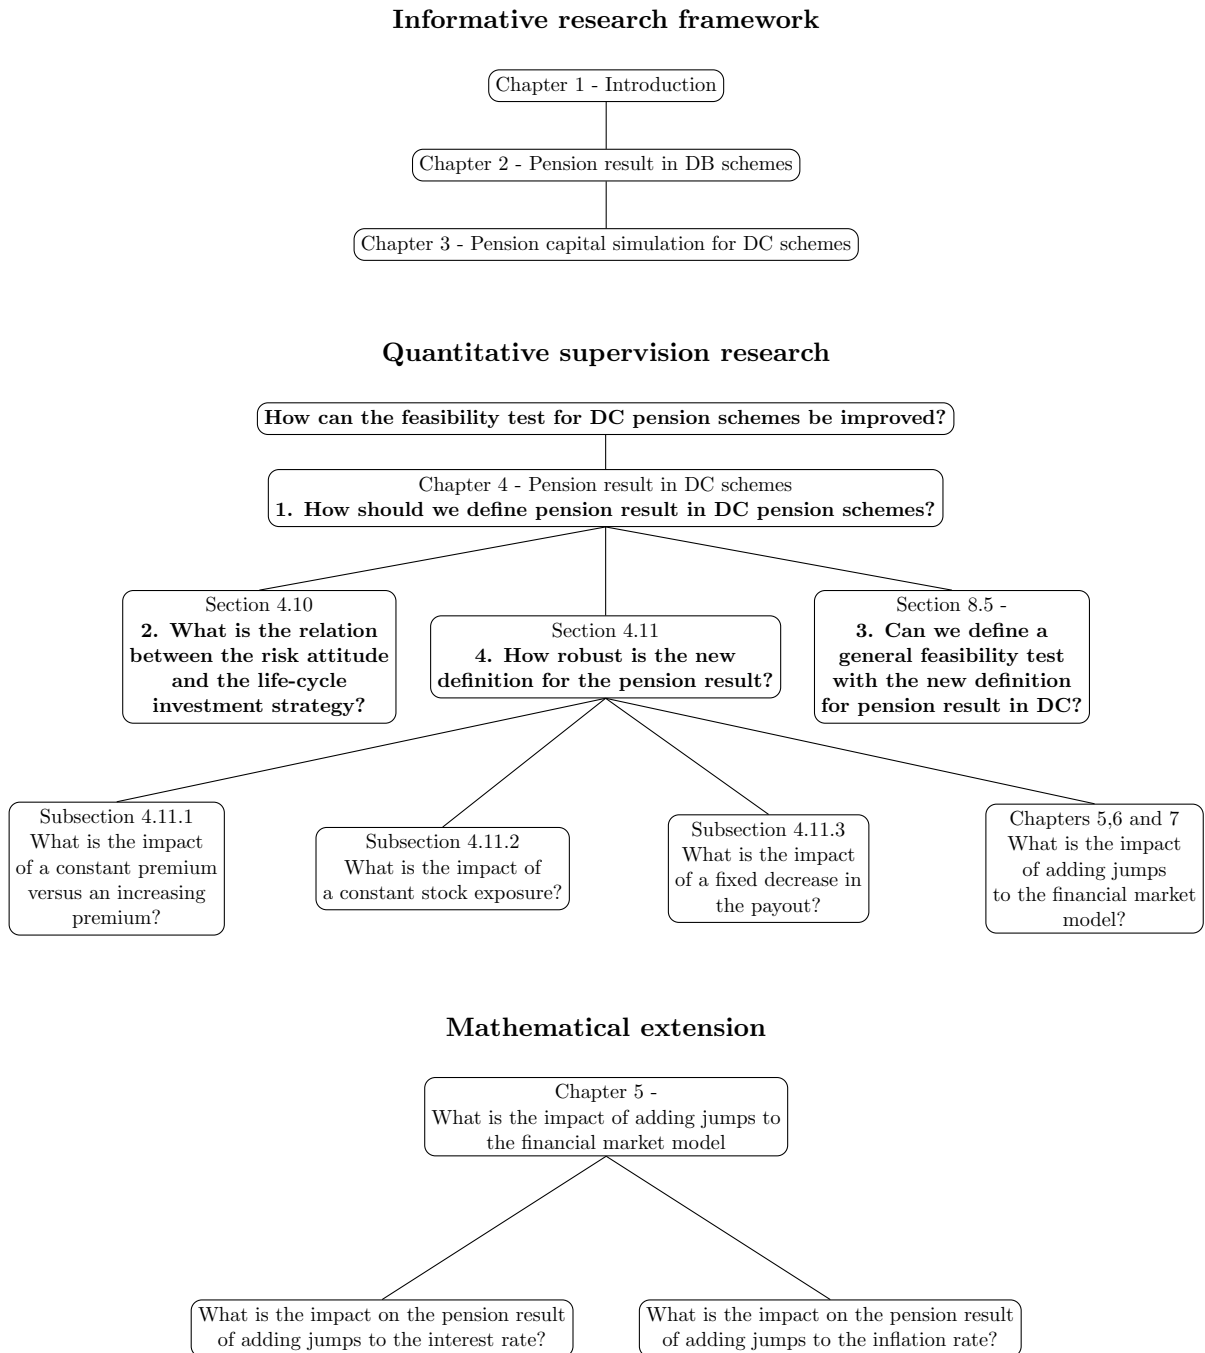 Informative research framework
Chapter 1 - Introduction
Chapter 2 - Pension result in DB schemes
Chapter 3 - Pension capital simulation for DC schemes
Quantitative supervision research
How can the feasibility test for DC pension schemes be improved?
Chapter 4 - Pension result in DC schemes
1. How should we define pension result in DC pension schemes?
Section 4.10
2. What is the relation
between the risk attitude
and the life-cycle
investment strategy?
Section 4.11
4. How robust is the new
definition for the pension result?
Section 8.5 -
3. Can we define a
general feasibility test
with the new definition
for pension result in DC?
Subsection 4.11.1
What is the impact
of a constant premium
versus an increasing
premium?
Subsection 4.11.2
What is the impact of
a constant stock exposure?
Subsection 4.11.3
What is the impact
of a fixed decrease in
the payout?
Chapters 5,6 and 7
What is the impact
of adding jumps
to the financial market
model?
Mathematical extension
Chapter 5 -
What is the impact of adding jumps to
the financial market model
What is the impact on the pension result
of adding jumps to the interest rate?
What is the impact on the pension result
of adding jumps to the inflation rate?